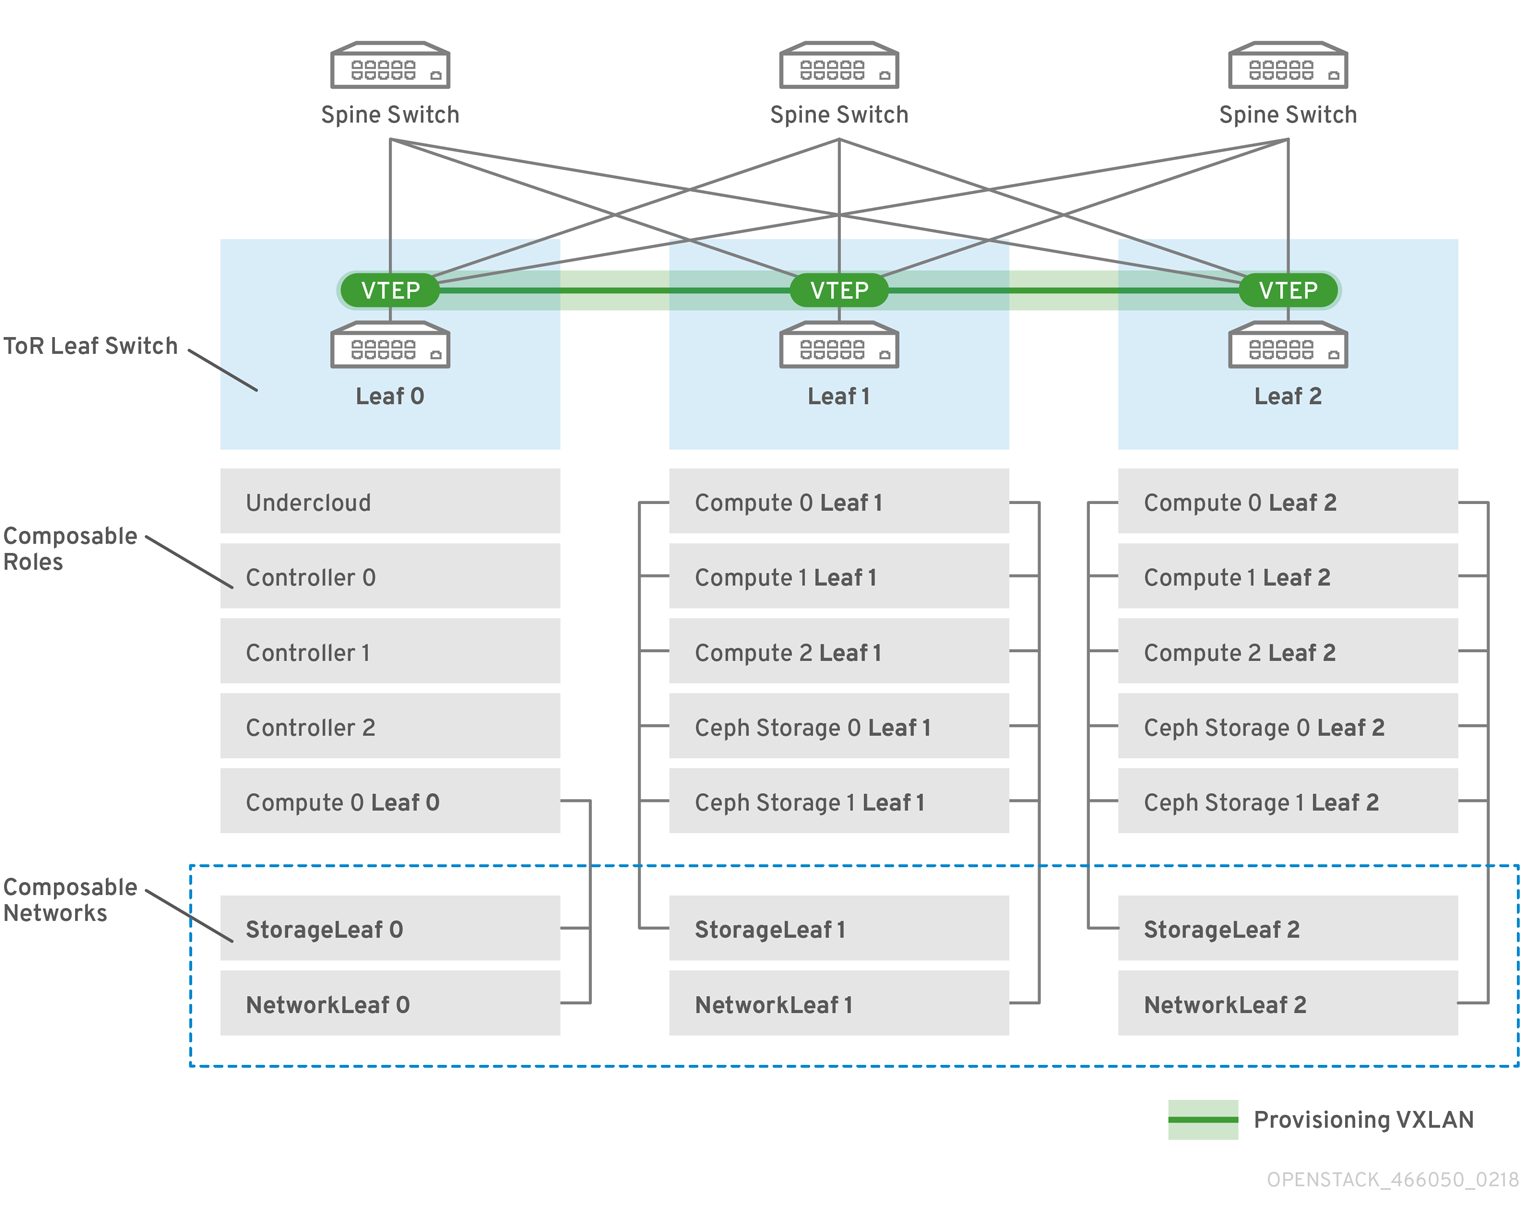 Spine Switch
Spine Switch
Spine Switch
VTEP
VTEP
VTEP
ToR Leaf Switch
Leaf 0
Leaf 1
Leaf 2
Composable
Roles
Undercloud
Controller 0
Controller 1
Controller 2
Compute 0 Leaf 0
Compute 0 Leaf 1
Compute 1 Leaf 1
Compute 2 Leaf 1
Ceph Storage 0 Leaf 1
Ceph Storage 1 Leaf 1
Compute 0 Leaf 2
Compute 1 Leaf 2
Compute 2 Leaf 2
Ceph Storage 0 Leaf 2
Ceph Storage 1 Leaf 2
Composable
Networks
StorageLeaf 0
NetworkLeaf 0
StorageLeaf 1
NetworkLeaf 1
StorageLeaf 2
NetworkLeaf 2
Provisioning VXLAN
OPENSTACK_466050_0218